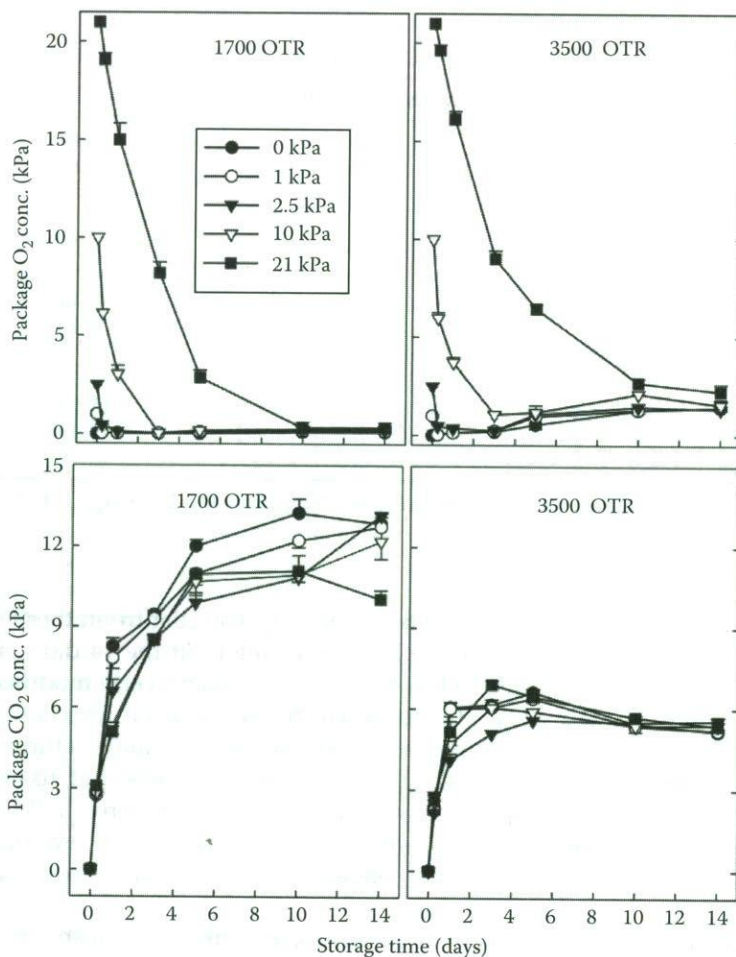 1700 OTR
3500 OTR
20
15
10
5
0
Package O2 conc. (kPa)
0 kPa
1 kPa
2.5 kPa
10 kPa
21 kPa
15
12
9
6
3
0
Package CO2 conc. (kPa)
1700 OTR
3500 OTR
0 2 4 6 8 10 12 14
0 2 4 6 8 10 12 14
Storage time (days)